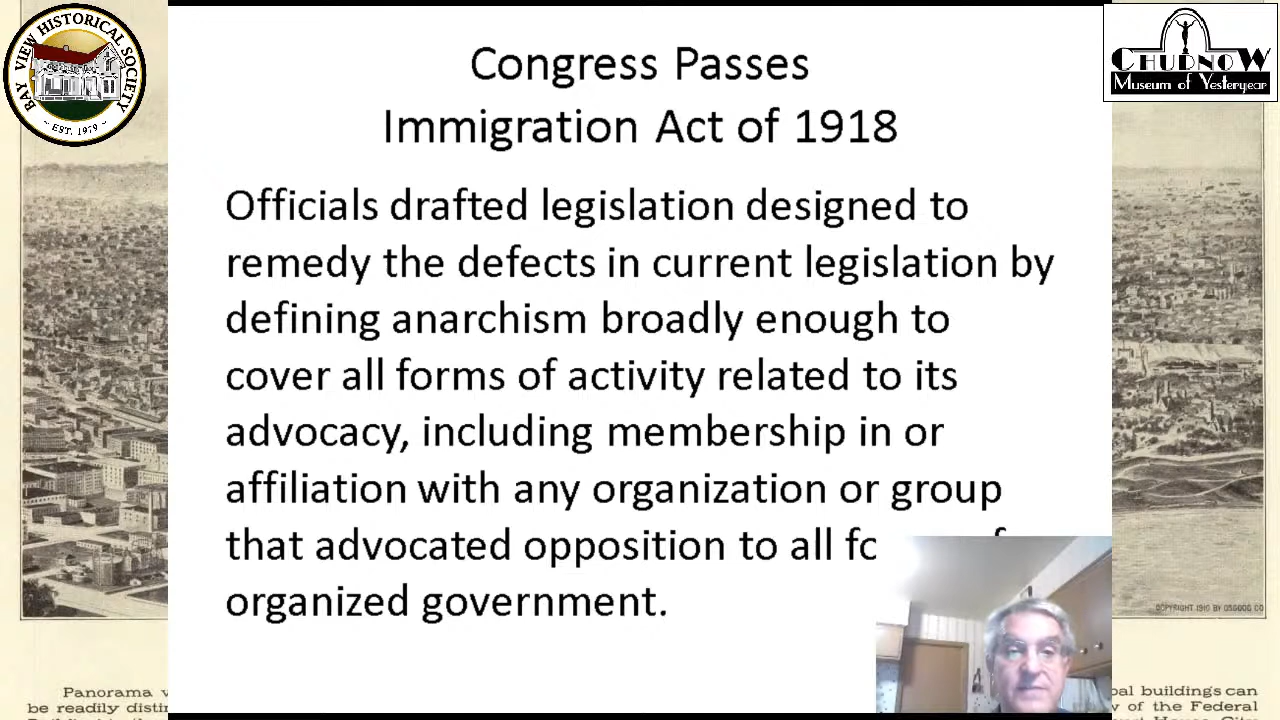 BAY VIEW HISTORICAL SOCIETY
~ EST. 1979 ~
CHUDNOW
Museum of Yesteryear
Congress Passes
Immigration Act of 1918
Officials drafted legislation designed to
remedy the defects in current legislation by
defining anarchism broadly enough to
cover all forms of activity related to its
advocacy, including membership in or
affiliation with any organization or group
that advocated opposition to all
organized government.
COPYRIGHT 1910 BY OSGOOD CO
Panorama
be readily
buildings can
of the Federal